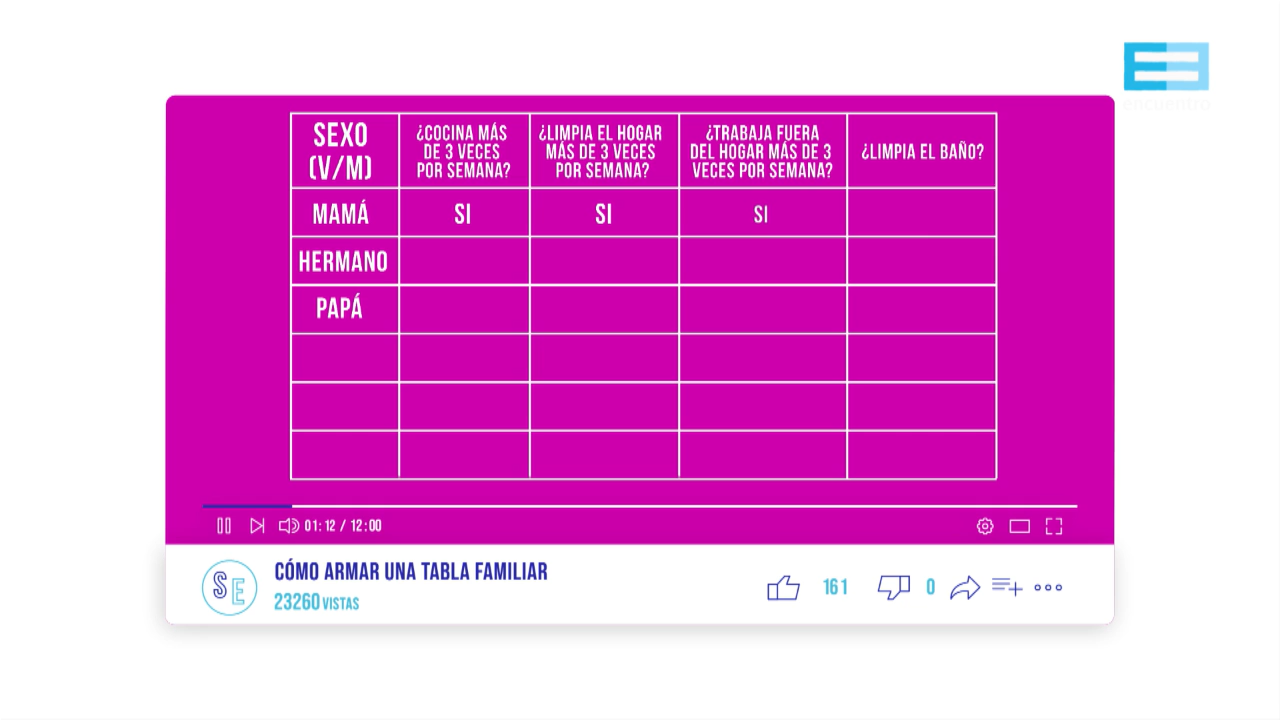 encuentro
SEXO
(V/M)
¿COCINA MÁS
DE 3 VECES
POR SEMANA?
¿LIMPIA EL HOGAR
MÁS DE 3 VECES
POR SEMANA?
¿TRABAJA FUERA
DEL HOGAR MÁS DE 3
VECES POR SEMANA?
¿LIMPIA EL BAÑO?
MAMÁ SI SI SI
HERMANO
PAPÁ
01:12 / 12:00
SE
CÓMO ARMAR UNA TABLA FAMILIAR
23260 VISTAS
161 0